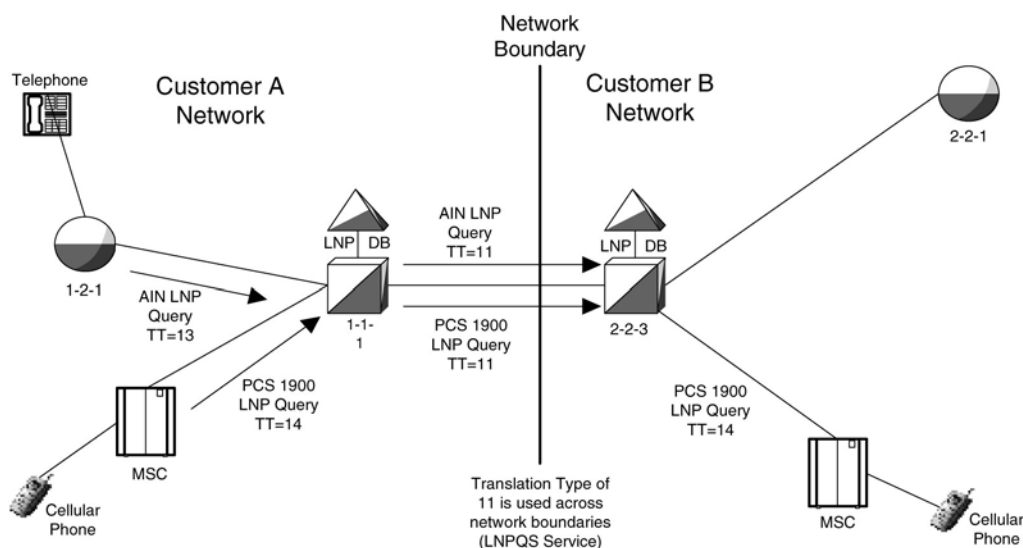 Network
Boundary
Customer A
Network
Customer B
Network
Telephone
2-2-1
LNP DB
AIN LNP
Query
TT=11
LNP DB
1-2-1
AIN LNP
Query
TT=13
1-1-
1
PCS 1900
LNP Query
TT=11
2-2-3
PCS 1900
LNP Query
TT=14
PCS 1900
LNP Query
TT=14
MSC
Cellular
Phone
Translation Type of
11 is used across
network boundaries
(LNPQS Service)
MSC
Cellular
Phone